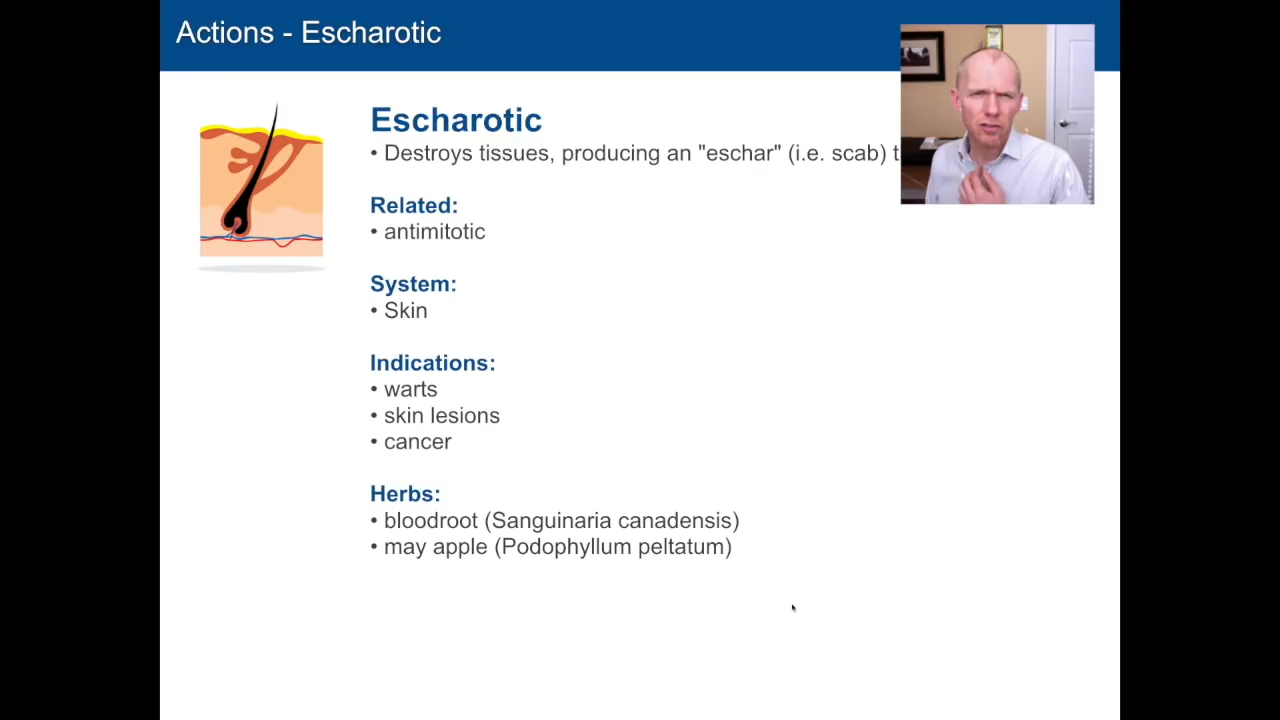 Actions - Escharotic
Escharotic
• Destroys tissues, producing an "eschar" (i.e. scab) t
Related:
• antimitotic
System:
• Skin
Indications:
• warts
• skin lesions
• cancer
Herbs:
• bloodroot (Sanguinaria canadensis)
• may apple (Podophyllum peltatum)